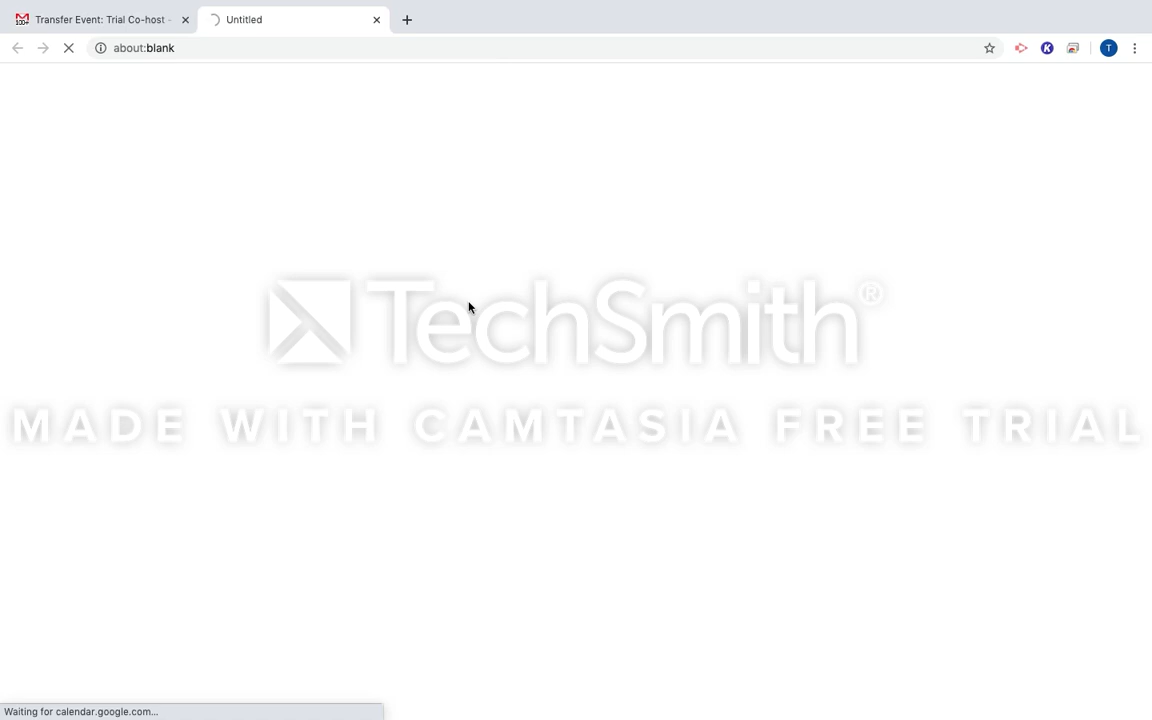 Transfer Event: Trial Co-host -
Untitled
about:blank
T
TechSmith®
MADE WITH CAMTASIA FREE TRIAL
Waiting for calendar.google.com...